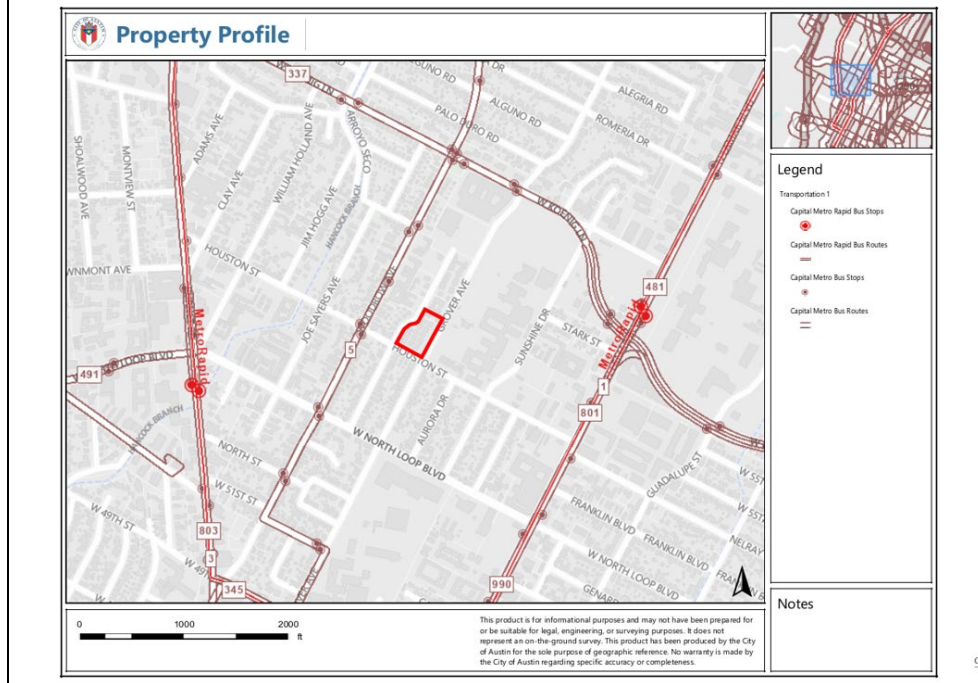 Property Profile
337
W KOENIG LN
ALGUNO RD
PALO DURO RD
ALEGRIA RD
ROMERIA DR
SHOALWOOD AVE
MONTVIEW ST
ADAMS AVE
CLAY AVE
WILLIAM HOLLAND AVE
ARROYO SECO
JIM HOGG AVE
HANCOCK BRANCH
HOUSTON ST
JOE SAYERS AVE
GROVER AVE
SUNSHINE DR
STARK ST
481
MetroRapid
MetroRapid
491
5
HOUSTON ST
1
801
AURORA DR
HANCOCK BRANCH
NORTH ST
W NORTH LOOP BLVD
W 51ST ST
GUADALUPE ST
W 49TH ST
FRANKLIN BLVD
FRANKLIN BLVD
NELRAY
W NORTH LOOP BLVD
803
3
345
990
Legend
Transportation 1
Capital Metro Rapid Bus Stops
Capital Metro Rapid Bus Routes
Capital Metro Bus Stops
Capital Metro Bus Routes
Notes
0 1000 2000
ft
This product is for informational purposes and may not have been prepared for
or be suitable for legal, engineering, or surveying purposes. It does not
represent an on-the-ground survey. This product has been produced by the City
of Austin for the sole purpose of geographic reference. No warranty is made by
the City of Austin regarding specific accuracy or completeness.